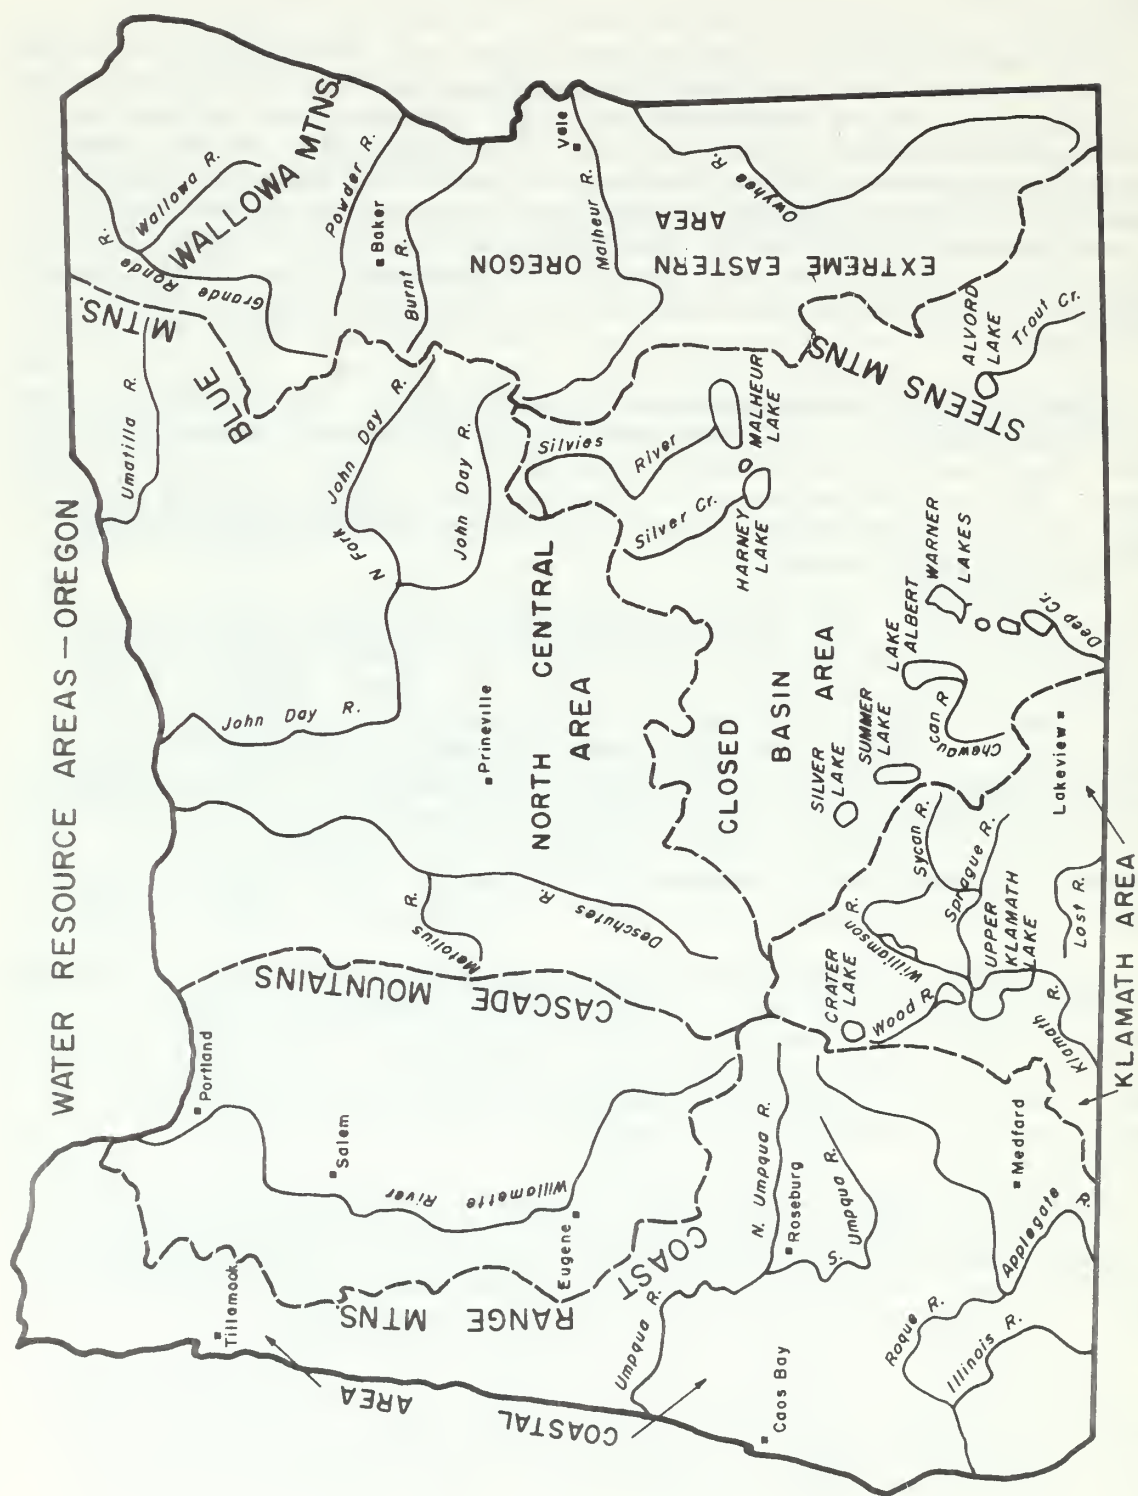 WATER RESOURCE AREAS—OREGON
COASTAL
AREA
Tillamook
COAST
RANGE
MTNS.
Portland
Salem
Eugene
Willamette
River
CASCADE
MOUNTAINS
Metolius
R.
Deschutes
R.
John Day R.
Umatilla R.
BLUE
MTNS.
Grande Ronde
R.
Wallowa R.
WALLOWA MTNS.
Powder R.
Baker
Burnt R.
N Fork John Day R.
John Day R.
Prineville
NORTH CENTRAL
AREA
Vale
Malheur R.
Owyhee R.
EXTREME EASTERN OREGON
AREA
Silvies
River
Silver Cr.
MALHEUR
LAKE
HARNEY
LAKE
CLOSED
BASIN AREA
STEENS MTNS
ALVORD
LAKE
Trout Cr.
SILVER
LAKE
SUMMER
LAKE
LAKE
ALBERT
WARNER
LAKES
Deep Cr.
Chewaucan R
Lakeview
CRATER
LAKE
Wood R.
Williamson R.
Sycan R.
Sprague R.
UPPER
KLAMATH
LAKE
Klamath R.
Lost R.
KLAMATH AREA
N. Umpqua R.
Umpqua R.
Roseburg
S. Umpqua R.
Caos Bay
Roque R.
Illinois R.
Applegate R.
Medfard